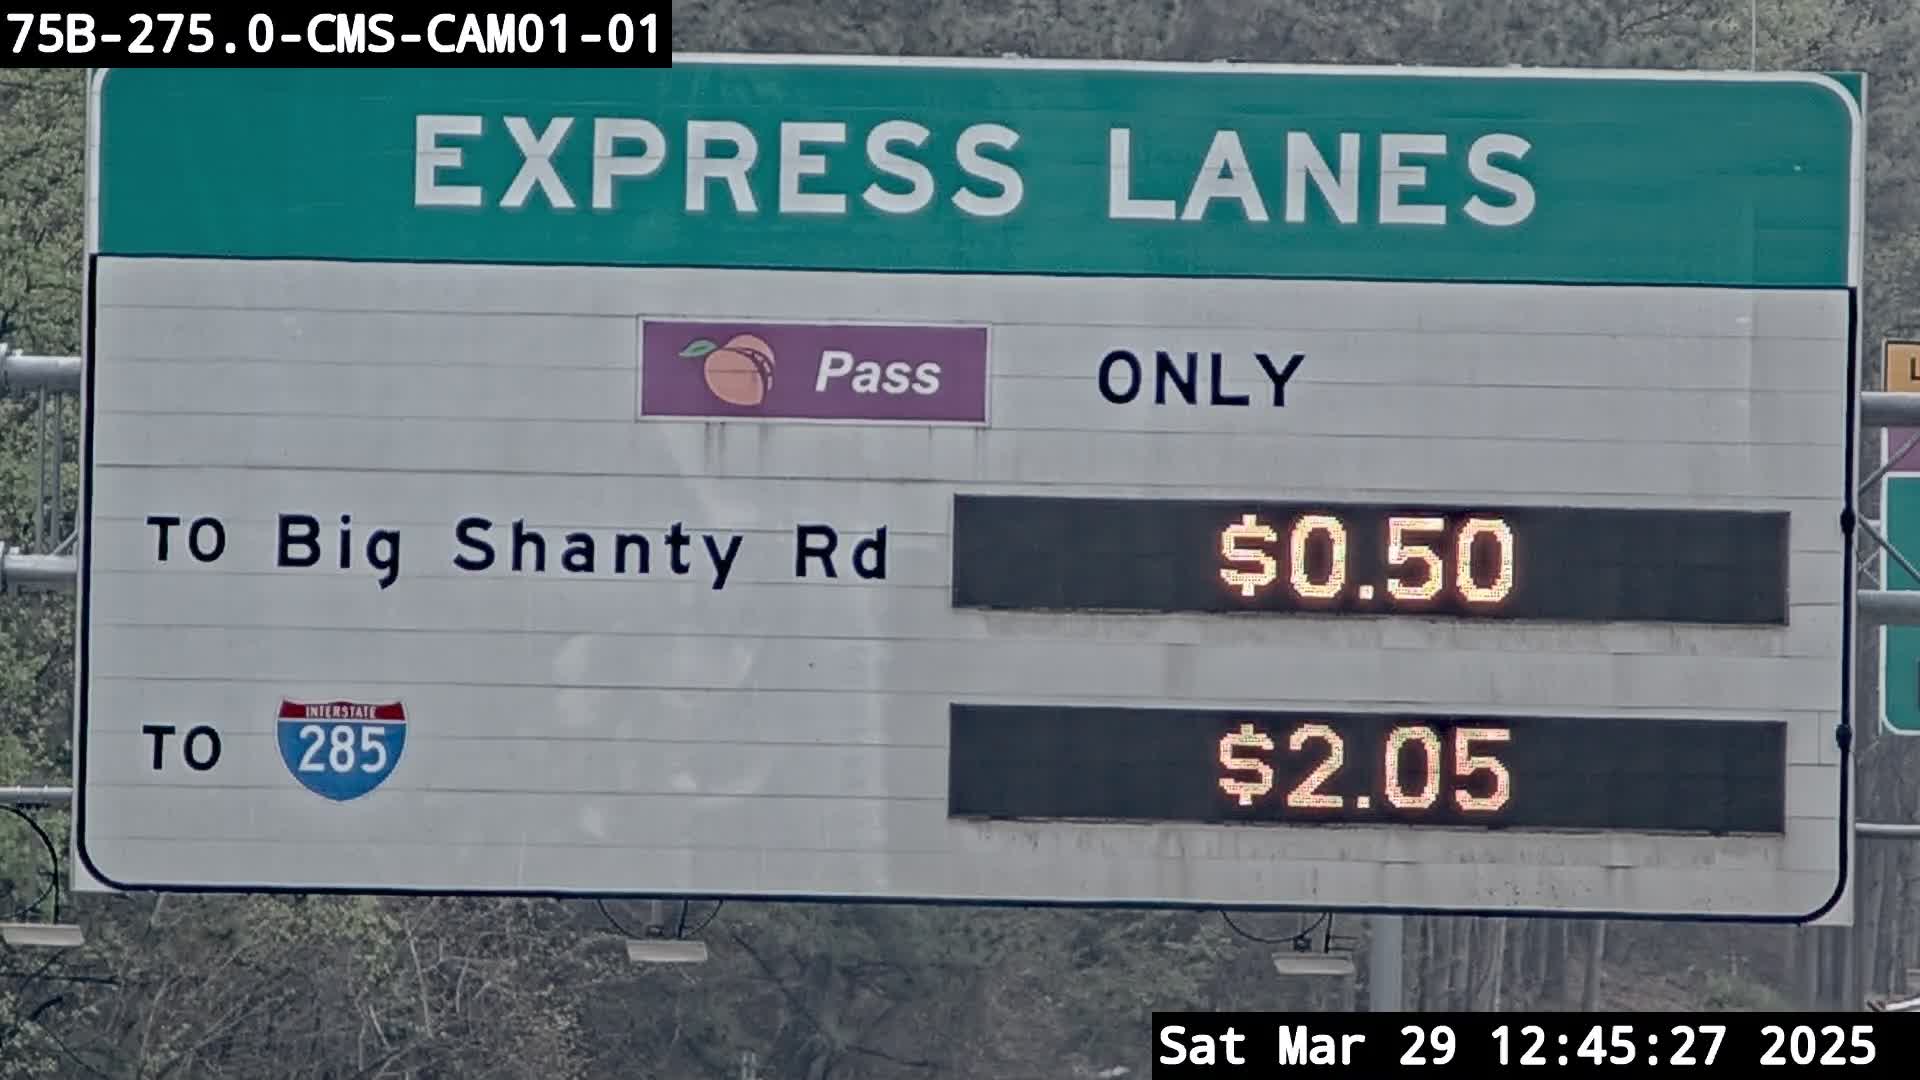 75B-275.0-CMS-CAM01-01
EXPRESS LANES
Pass ONLY
TO Big Shanty Rd $0.50
TO INTERSTATE 285 $2.05
L
Sat Mar 29 12:45:27 2025